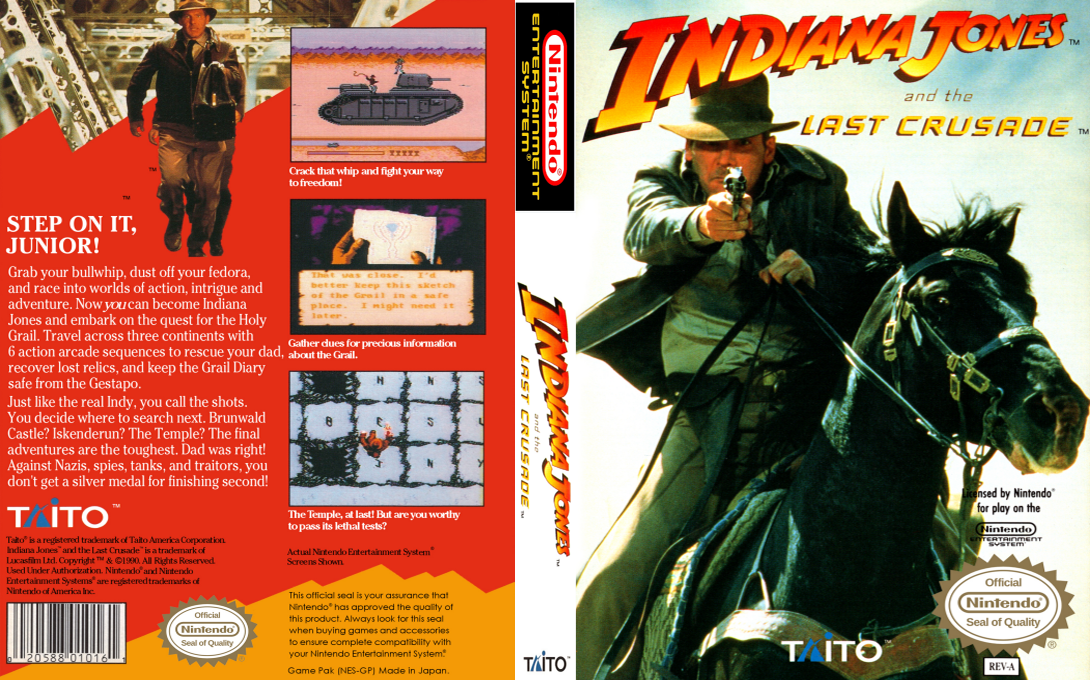 STEP ON IT,
JUNIOR!
Grab your bullwhip, dust off your fedora,
and race into worlds of action, intrigue and
adventure. Now you can become Indiana
Jones and embark on the quest for the Holy
Grail. Travel across three continents with
6 action arcade sequences to rescue your dad,
recover lost relics, and keep the Grail Diary
safe from the Gestapo.
Just like the real Indy, you call the shots.
You decide where to search next. Brunwald
Castle? Iskenderun? The Temple? The final
adventures are the toughest. Dad was right!
Against Nazis, spies, tanks, and traitors, you
don't get a silver medal for finishing second!
TAITO™
Taito® is a registered trademark of Taito America Corporation.
Indiana Jones™ and the Last Crusade™ is a trademark of
Lucasfilm Ltd. Copyright ™ & ©1990. All Rights Reserved.
Used Under Authorization. Nintendo® and Nintendo
Entertainment Systems® are registered trademarks of
Nintendo of America Inc.
0 20588 01016 1
Official
Nintendo®
Seal of Quality
™
™
Crack that whip and fight your way
to freedom!
That was close. I'd
better keep this sketch
of the Grail in a safe
place. I might need it
later.
Gather clues for precious information
about the Grail.
The Temple, at last! But are you worthy
to pass its lethal tests?
Actual Nintendo Entertainment System®
Screens Shown.
This official seal is your assurance that
Nintendo® has approved the quality of
this product. Always look for this seal
when buying games and accessories
to ensure complete compatibility with
your Nintendo Entertainment System®.
Game Pak (NES-GP) Made in Japan.
Nintendo®
ENTERTAINMENT
SYSTEM®
INDIANA JONES™
and the
LAST CRUSADE™
TAITO™
INDIANA JONES™
and the
LAST CRUSADE™
Licensed by Nintendo®
for play on the
Nintendo
ENTERTAINMENT
SYSTEM™
Official
Nintendo®
Seal of Quality
®
TAITO™
REV-A